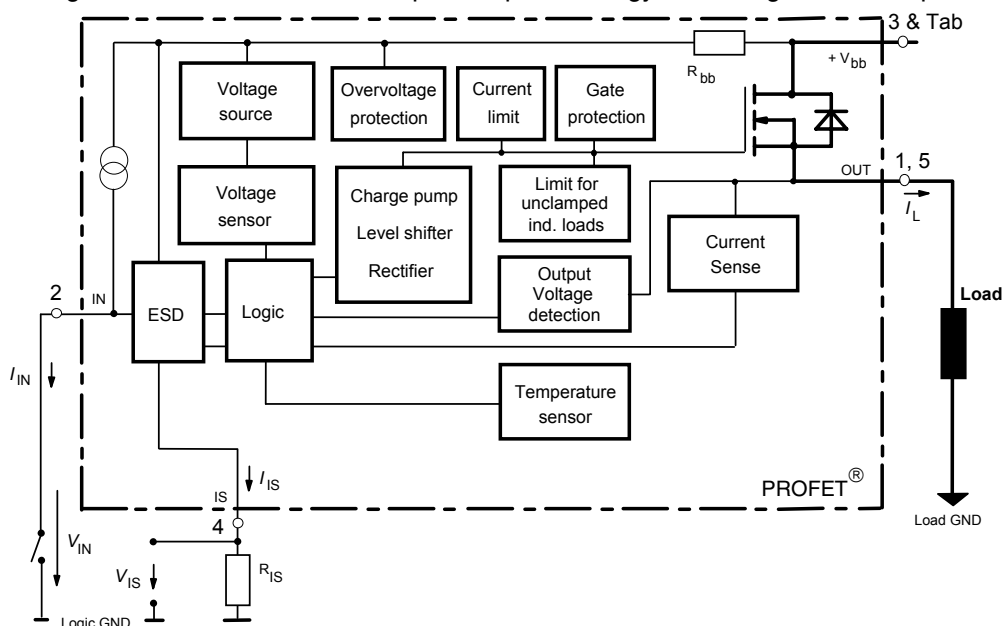 3 & Tab
R bb
+ V bb
Voltage
source
Overvoltage
protection
Current
limit
Gate
protection
OUT
1, 5
I L
Voltage
sensor
Charge pump
Level shifter
Rectifier
Limit for
unclamped
ind. loads
Current
Sense
2
IN
ESD
Logic
Output
Voltage
detection
Load
I IN
Temperature
sensor
I IS
IS
PROFET®
4
Load GND
V IN
V IS
R IS
Logic GND